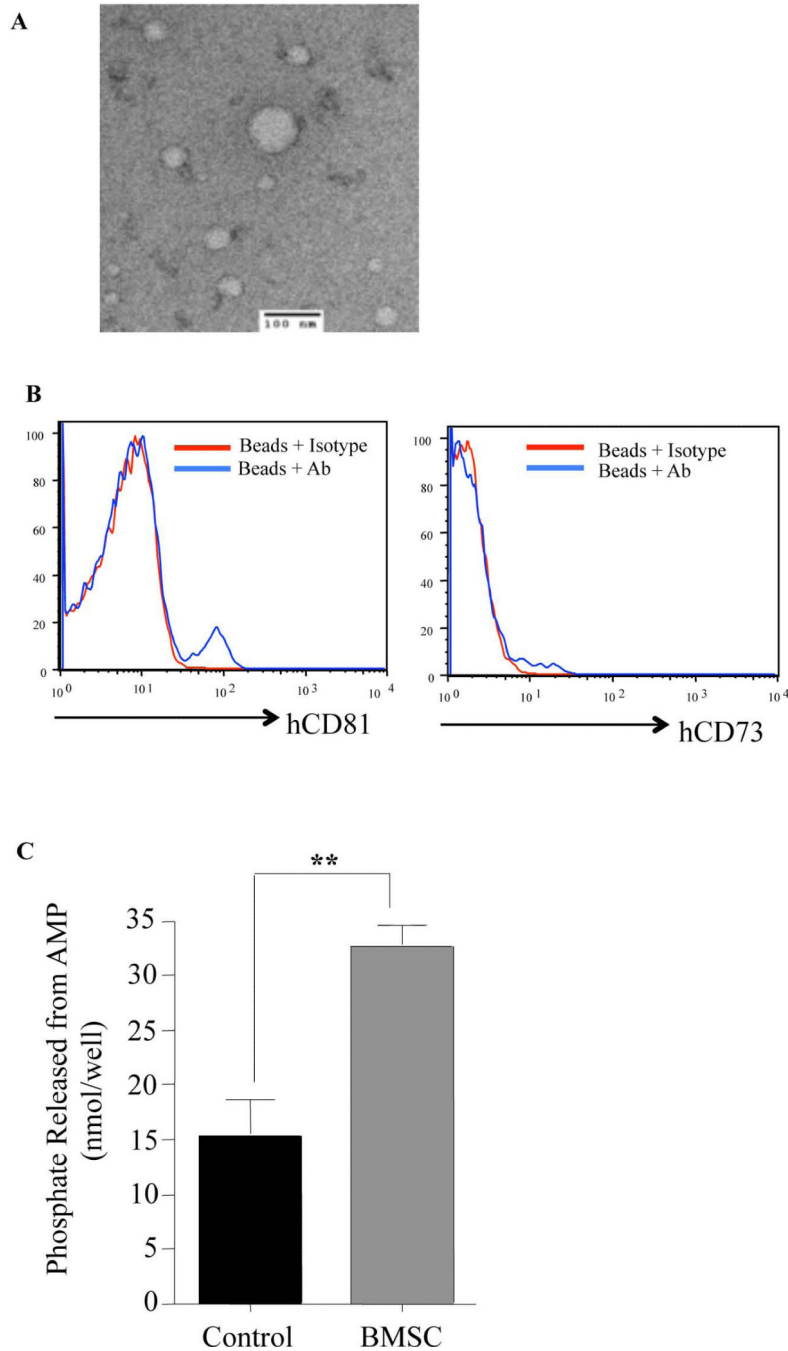 A
100 nm
B
100
80
60
40
20
0
Beads + Isotype
Beads + Ab
10 0
10 1
10 2
10 3
10 4
hCD81
100
80
60
40
20
0
Beads + Isotype
Beads + Ab
10 0
10 1
10 2
10 3
10 4
hCD73
C
**
Phosphate Released from AMP
(nmol/well)
35
30
25
20
15
10
5
0
Control
BMSC